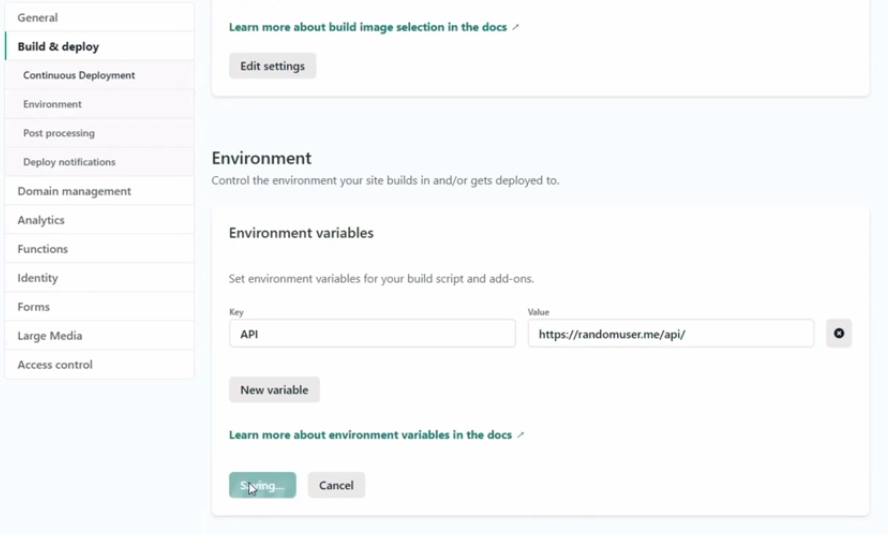 General
Build & deploy
Continuous Deployment
Environment
Post processing
Deploy notifications
Domain management
Analytics
Functions
Identity
Forms
Large Media
Access control
Learn more about build image selection in the docs ↗
Edit settings
Environment
Control the environment your site builds in and/or gets deployed to.
Environment variables
Set environment variables for your build script and add-ons.
Key Value
API https://randomuser.me/api/
New variable
Learn more about environment variables in the docs ↗
Saving... Cancel